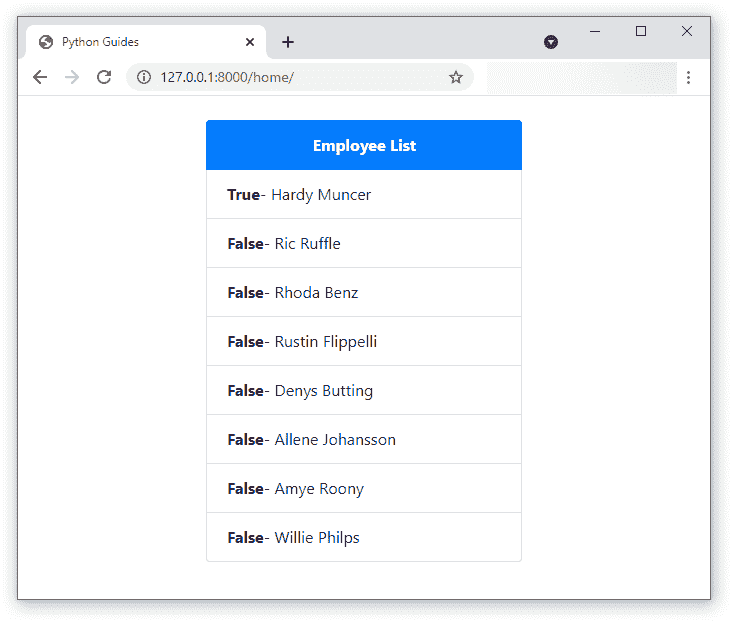 Python Guides
127.0.0.1:8000/home/
Employee List
True- Hardy Muncer
False- Ric Ruffle
False- Rhoda Benz
False- Rustin Flippelli
False- Denys Butting
False- Allene Johansson
False- Amye Roony
False- Willie Philps